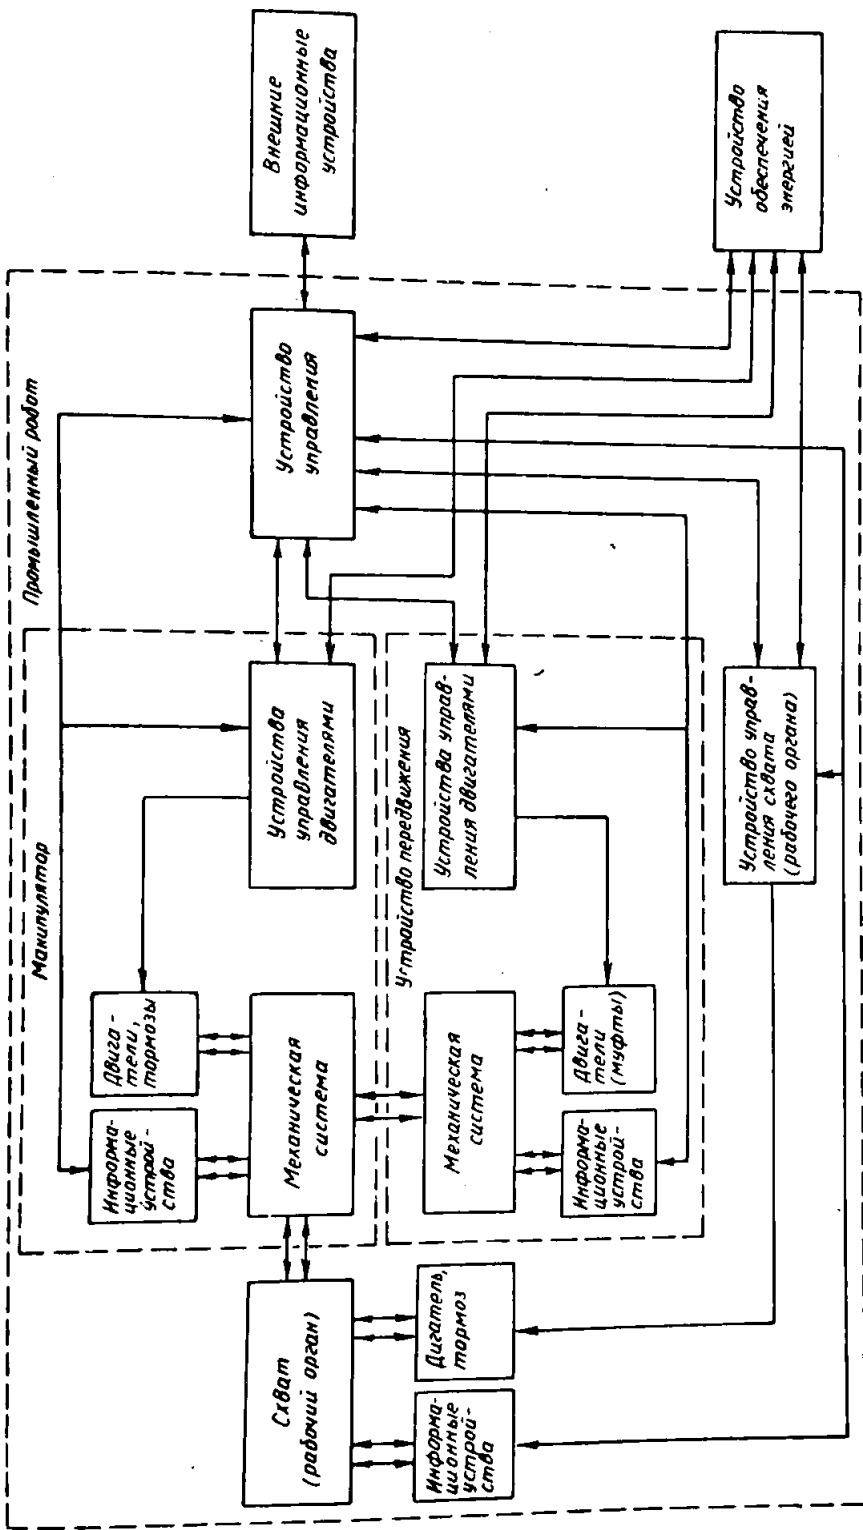 Промышленный робот
Манипулятор
Схват
(рабочий орган)
Информа-
ционные
устрой-
ства
Дигатель,
тормоз
Информа-
ционные
устрой-
ства
Двига-
тели,
тормозы
Механическая
система
Устройства
управления
двигателями
Устройство передвижения
Механическая
система
Информа-
ционные
устрой-
ства
Двига-
тели
(муфты)
Устройства управ-
ления двигателями
Устройство управ-
ления схвата
(рабочего органа)
Устройство
управления
Внешние
информационные
устройства
Устройство
обеспечения
энергией